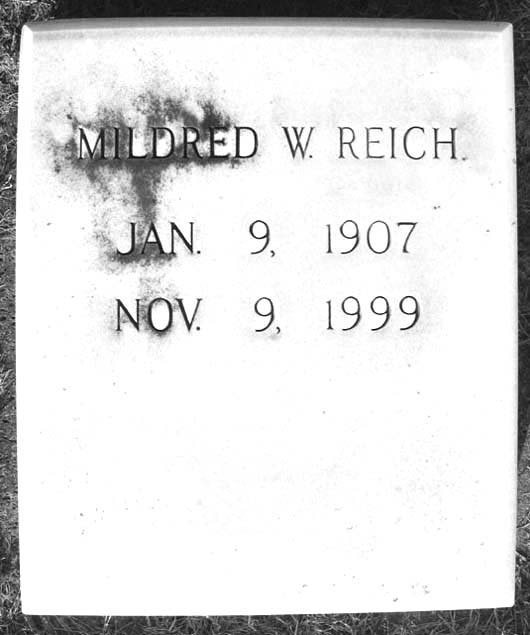 MILDRED W. REICH.
JAN. 9, 1907
NOV. 9, 1999